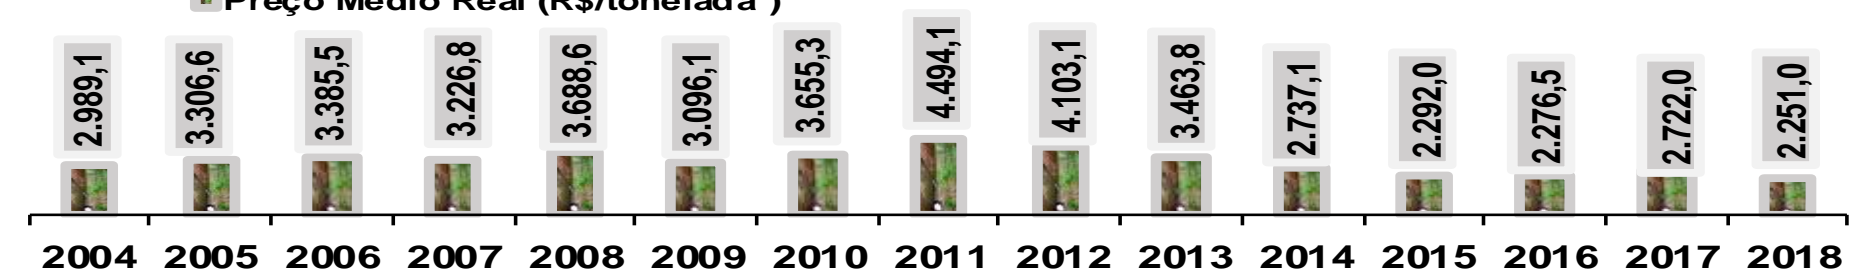 Preço Médio Real (R$/tonelada )
2.989,1 3.306,6 3.385,5 3.226,8 3.688,6 3.096,1 3.655,3 4.494,1 4.103,1 3.463,8 2.737,1 2.292,0 2.276,5 2.722,0 2.251,0
2004 2005 2006 2007 2008 2009 2010 2011 2012 2013 2014 2015 2016 2017 2018